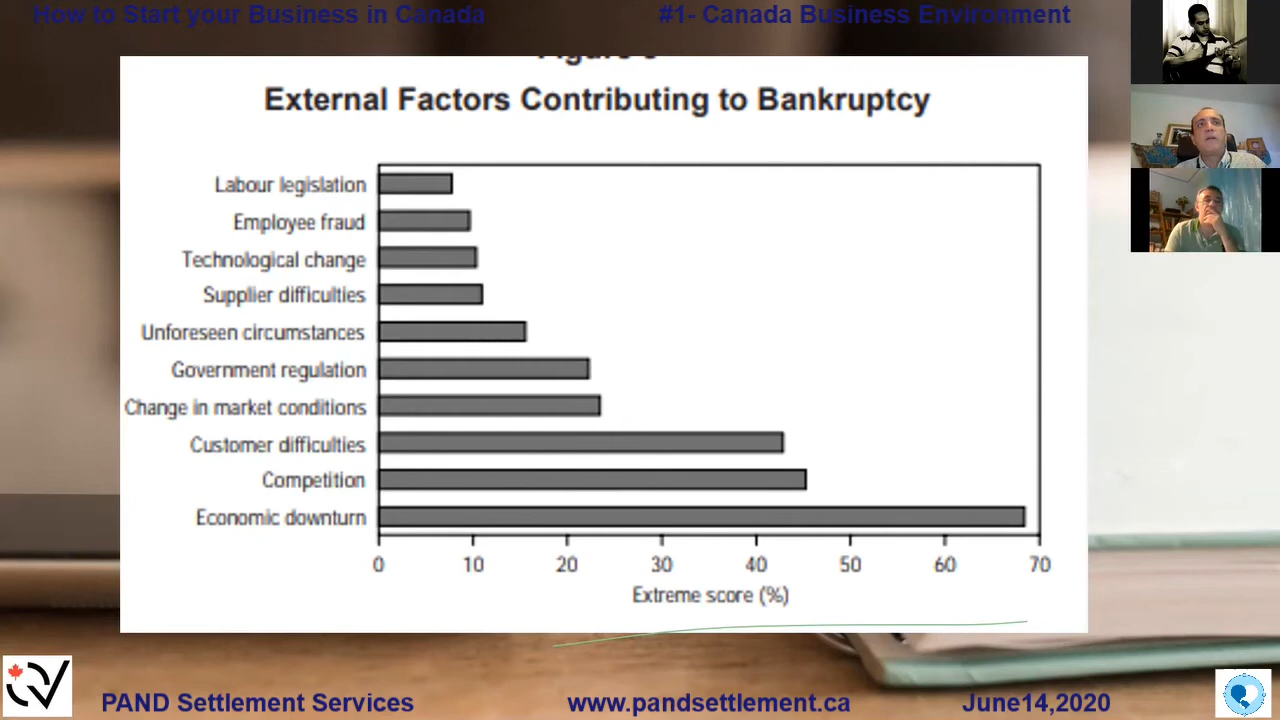 How to Start your Business in Canada
#1- Canada Business Environment
External Factors Contributing to Bankruptcy
Labour legislation
Employee fraud
Technological change
Supplier difficulties
Unforeseen circumstances
Government regulation
Change in market conditions
Customer difficulties
Competition
Economic downturn
0 10 20 30 40 50 60 70
Extreme score (%)
PAND Settlement Services
www.pandsettlement.ca
June14,2020